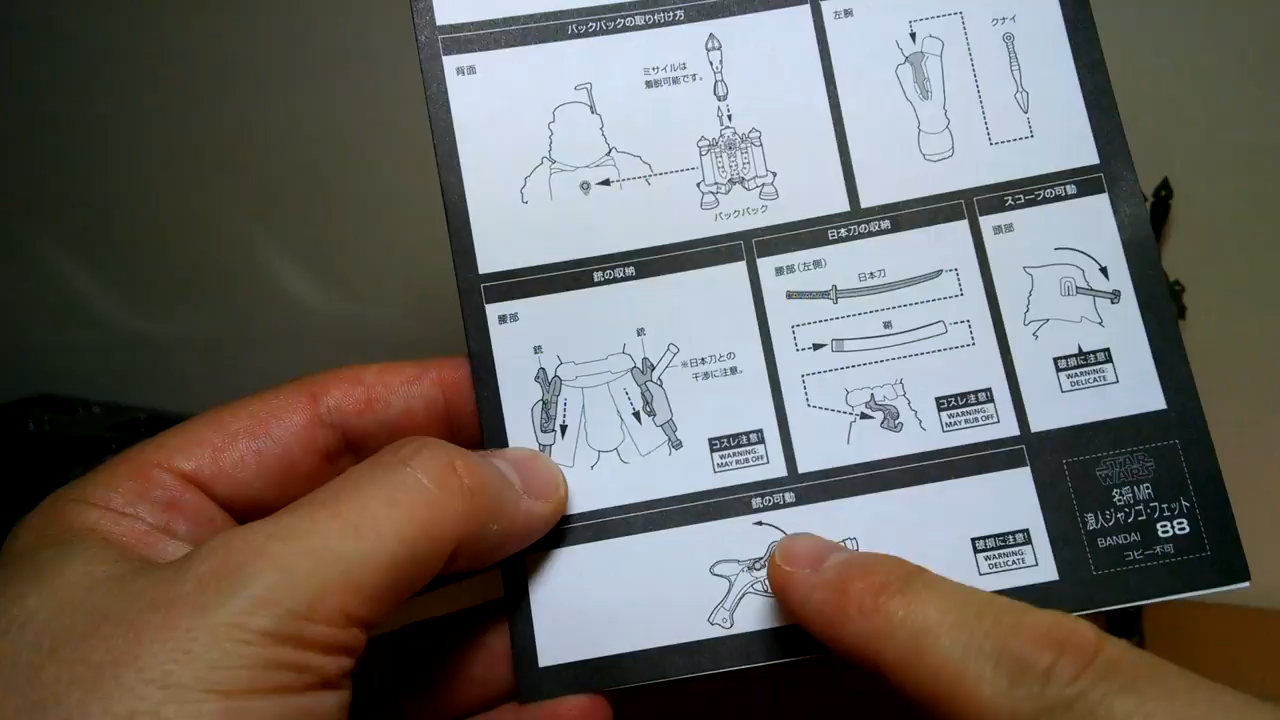 バックパックの取り付け方
背面
ミサイルは
着脱可能です。
バックパック
左腕
クナイ
銃の収納
腰部
銃
銃
※日本刀との
干渉に注意。
コスレ注意!
WARNING:
MAY RUB OFF
日本刀の収納
腰部(左側)
日本刀
鞘
コスレ注意!
WARNING:
MAY RUB OFF
スコープの可動
頭部
破損に注意!
WARNING:
DELICATE
銃の可動
破損に注意!
WARNING:
DELICATE
STAR
WARS
名将 MR
浪人ジャンゴ・フェット
BANDAI 88
コピー不可